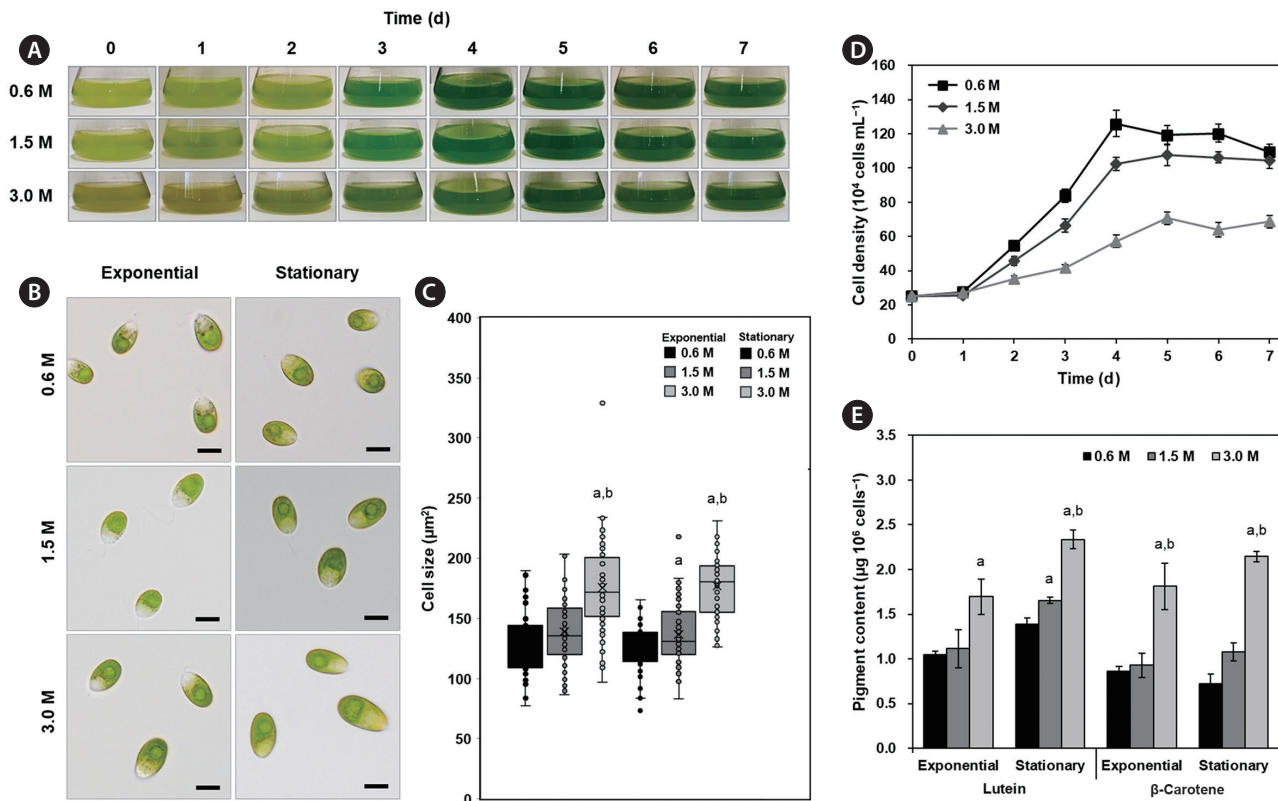 A
Time (d)
0 1 2 3 4 5 6 7
0.6 M
1.5 M
3.0 M
B
Exponential Stationary
0.6 M
1.5 M
3.0 M
C
Cell size (µm²)
400
350
300
250
200
150
100
50
0
Exponential Stationary
0.6 M 0.6 M
1.5 M 1.5 M
3.0 M 3.0 M
a,b
a
a,b
D
Cell density (10⁴ cells mL⁻¹)
160
140
120
100
80
60
40
20
0
0.6 M
1.5 M
3.0 M
0 1 2 3 4 5 6 7
Time (d)
E
Pigment content (µg 10⁶ cells⁻¹)
3.5
3.0
2.5
2.0
1.5
1.0
0.5
0.0
0.6 M 1.5 M 3.0 M
a
a
a,b
a,b
a,b
Exponential Stationary Exponential Stationary
Lutein β-Carotene